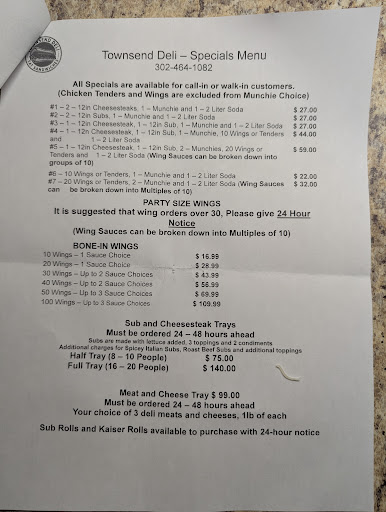 Townsend Deli – Specials Menu
302-464-1082
All Specials are available for call-in or walk-in customers.
(Chicken Tenders and Wings are excluded from Munchie Choice)
#1 – 2 – 12in Cheesesteaks, 1 – Munchie and 1 – 2 Liter Soda $ 27.00
#2 – 2 – 12in Subs, 1 – Munchie and 1 – 2 Liter Soda $ 27.00
#3 – 1 – 12in Cheesesteak, 1 – 12in Sub, 1 – Munchie and 1 – 2 Liter Soda $ 27.00
#4 – 1 – 12in Cheesesteak, 1 – 12in Sub, 1 – Munchie, 10 Wings or Tenders $ 44.00
and 1 – 2 Liter Soda
#5 – 1 – 12in Cheesesteak, 1 – 12in Sub, 2 – Munchies, 20 Wings or $ 59.00
Tenders and 1 – 2 Liter Soda (Wing Sauces can be broken down into
groups of 10)
#6 – 10 Wings or Tenders, 1 – Munchie and 1 – 2 Liter Soda $ 22.00
#7 – 20 Wings or Tenders, 2 – Munchie and 1 – 2 Liter Soda (Wing Sauces $ 32.00
can be broken down into Multiples of 10)
PARTY SIZE WINGS
It is suggested that wing orders over 30, Please give 24 Hour
Notice
(Wing Sauces can be broken down into Multiples of 10)
BONE-IN WINGS
10 Wings – 1 Sauce Choice $ 16.99
20 Wings – 1 Sauce Choice $ 28.99
30 Wings – Up to 2 Sauce Choices $ 43.99
40 Wings – Up to 2 Sauce Choices $ 56.99
50 Wings – Up to 3 Sauce Choices $ 69.99
100 Wings – Up to 3 Sauce Choices $ 109.99
Sub and Cheesesteak Trays
Must be ordered 24 – 48 hours ahead
Subs are made with lettuce added, 3 toppings and 2 condiments
Additional charges for Spicey Italian Subs, Roast Beef Subs and additional toppings
Half Tray (8 – 10 People) $ 75.00
Full Tray (16 – 20 People) $ 140.00
Meat and Cheese Tray $ 99.00
Must be ordered 24 – 48 hours ahead
Your choice of 3 deli meats and cheeses, 1lb of each
Sub Rolls and Kaiser Rolls available to purchase with 24-hour notice